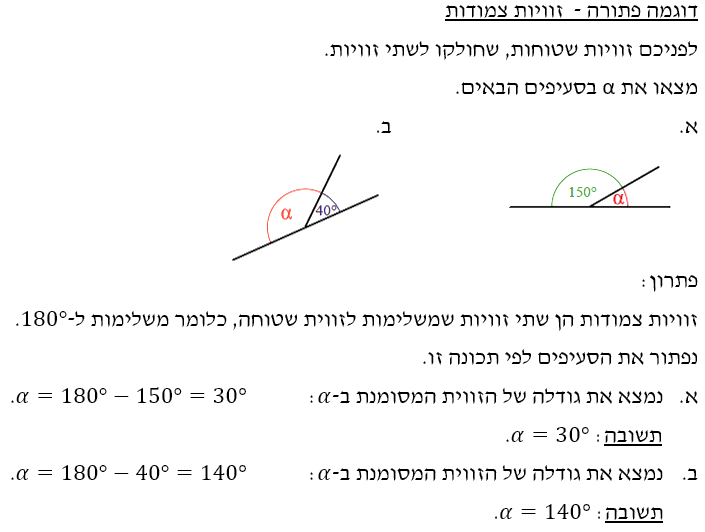 דוגמה פתורה - זוויות צמודות
לפניכם זוויות שטוחות, שחולקו לשתי זוויות.
מצאו את α בסעיפים הבאים.
א. ב.
150° α
α 40°
פתרון:
זוויות צמודות הן שתי זוויות שמשלימות לזווית שטוחה, כלומר משלימות ל-180°.
נפתור את הסעיפים לפי תכונה זו.
א. נמצא את גודלה של הזווית המסומנת ב-α: α = 180° − 150° = 30°.
תשובה: α = 30°.
ב. נמצא את גודלה של הזווית המסומנת ב-α: α = 180° − 40° = 140°.
תשובה: α = 140°.